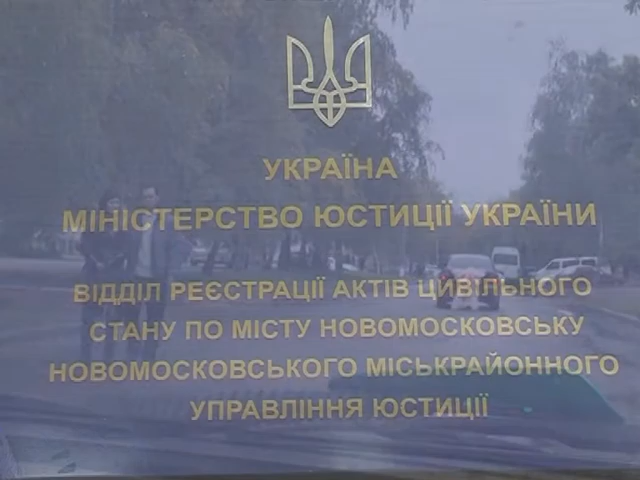 УКРАЇНА
МІНІСТЕРСТВО ЮСТИЦІЇ УКРАЇНИ
ВІДДІЛ РЕЄСТРАЦІЇ АКТІВ ЦИВІЛЬНОГО
СТАНУ ПО МІСТУ НОВОМОСКОВСЬКУ
НОВОМОСКОВСЬКОГО МІСЬКРАЙОННОГО
УПРАВЛІННЯ ЮСТИЦІЇ